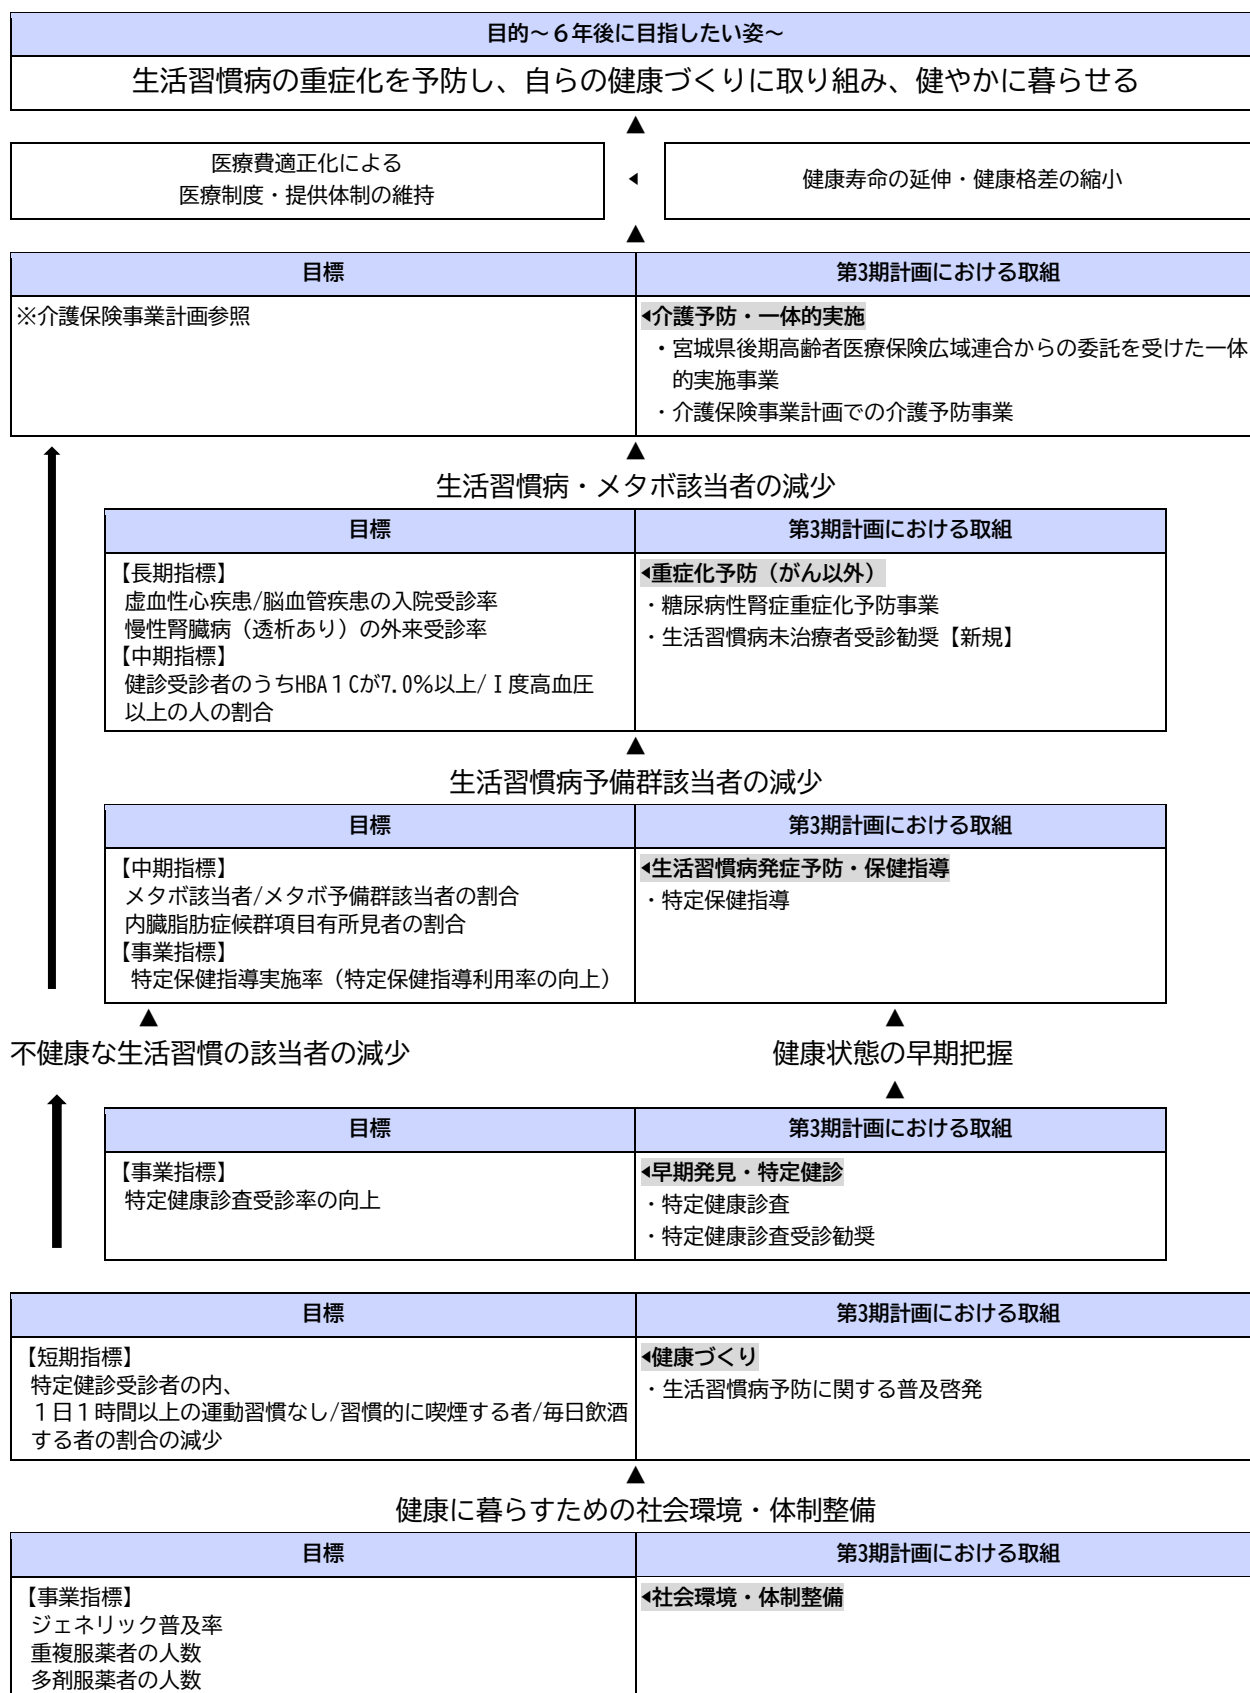 目的～６年後に目指したい姿～
生活習慣病の重症化を予防し、自らの健康づくりに取り組み、健やかに暮らせる
▲
医療費適正化による
医療制度・提供体制の維持
◀
健康寿命の延伸・健康格差の縮小
▲
目標
第3期計画における取組
※介護保険事業計画参照
◀介護予防・一体的実施
・宮城県後期高齢者医療保険広域連合からの委託を受けた一体
的実施事業
・介護保険事業計画での介護予防事業
▲
生活習慣病・メタボ該当者の減少
目標
第3期計画における取組
【長期指標】
虚血性心疾患/脳血管疾患の入院受診率
慢性腎臓病（透析あり）の外来受診率
【中期指標】
健診受診者のうちHBA１Cが7.0%以上/Ⅰ度高血圧
以上の人の割合
◀重症化予防（がん以外）
・糖尿病性腎症重症化予防事業
・生活習慣病未治療者受診勧奨【新規】
▲
生活習慣病予備群該当者の減少
目標
第3期計画における取組
【中期指標】
メタボ該当者/メタボ予備群該当者の割合
内臓脂肪症候群項目有所見者の割合
【事業指標】
特定保健指導実施率（特定保健指導利用率の向上）
◀生活習慣病発症予防・保健指導
・特定保健指導
▲
▲
不健康な生活習慣の該当者の減少
健康状態の早期把握
▲
目標
第3期計画における取組
【事業指標】
特定健康診査受診率の向上
◀早期発見・特定健診
・特定健康診査
・特定健康診査受診勧奨
目標
第3期計画における取組
【短期指標】
特定健診受診者の内、
１日１時間以上の運動習慣なし/習慣的に喫煙する者/毎日飲酒
する者の割合の減少
◀健康づくり
・生活習慣病予防に関する普及啓発
▲
健康に暮らすための社会環境・体制整備
目標
第3期計画における取組
【事業指標】
ジェネリック普及率
重複服薬者の人数
多剤服薬者の人数
◀社会環境・体制整備